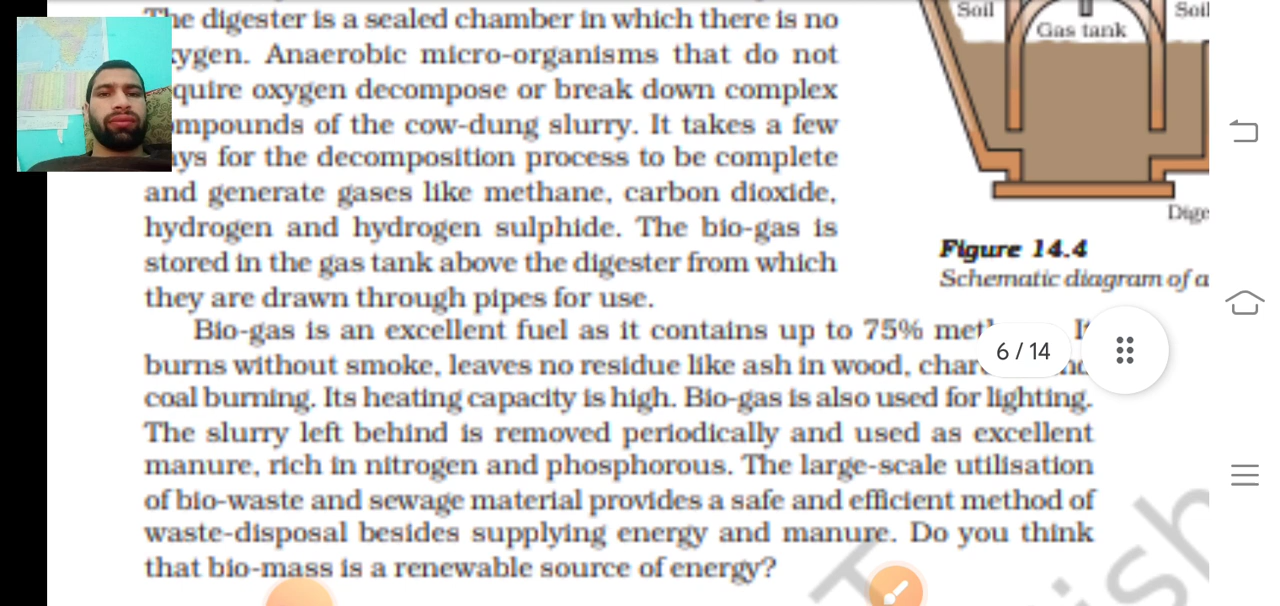 The digester is a sealed chamber in which there is no
ygen. Anaerobic micro-organisms that do not
quire oxygen decompose or break down complex
mpounds of the cow-dung slurry. It takes a few
ys for the decomposition process to be complete
and generate gases like methane, carbon dioxide,
hydrogen and hydrogen sulphide. The bio-gas is
stored in the gas tank above the digester from which
they are drawn through pipes for use.
Soil
Gas tank
Soil
Dige
Figure 14.4
Schematic diagram of a
Bio-gas is an excellent fuel as it contains up to 75% met It
burns without smoke, leaves no residue like ash in wood, char
coal burning. Its heating capacity is high. Bio-gas is also used for lighting.
The slurry left behind is removed periodically and used as excellent
manure, rich in nitrogen and phosphorous. The large-scale utilisation
of bio-waste and sewage material provides a safe and efficient method of
waste-disposal besides supplying energy and manure. Do you think
that bio-mass is a renewable source of energy?
6 / 14